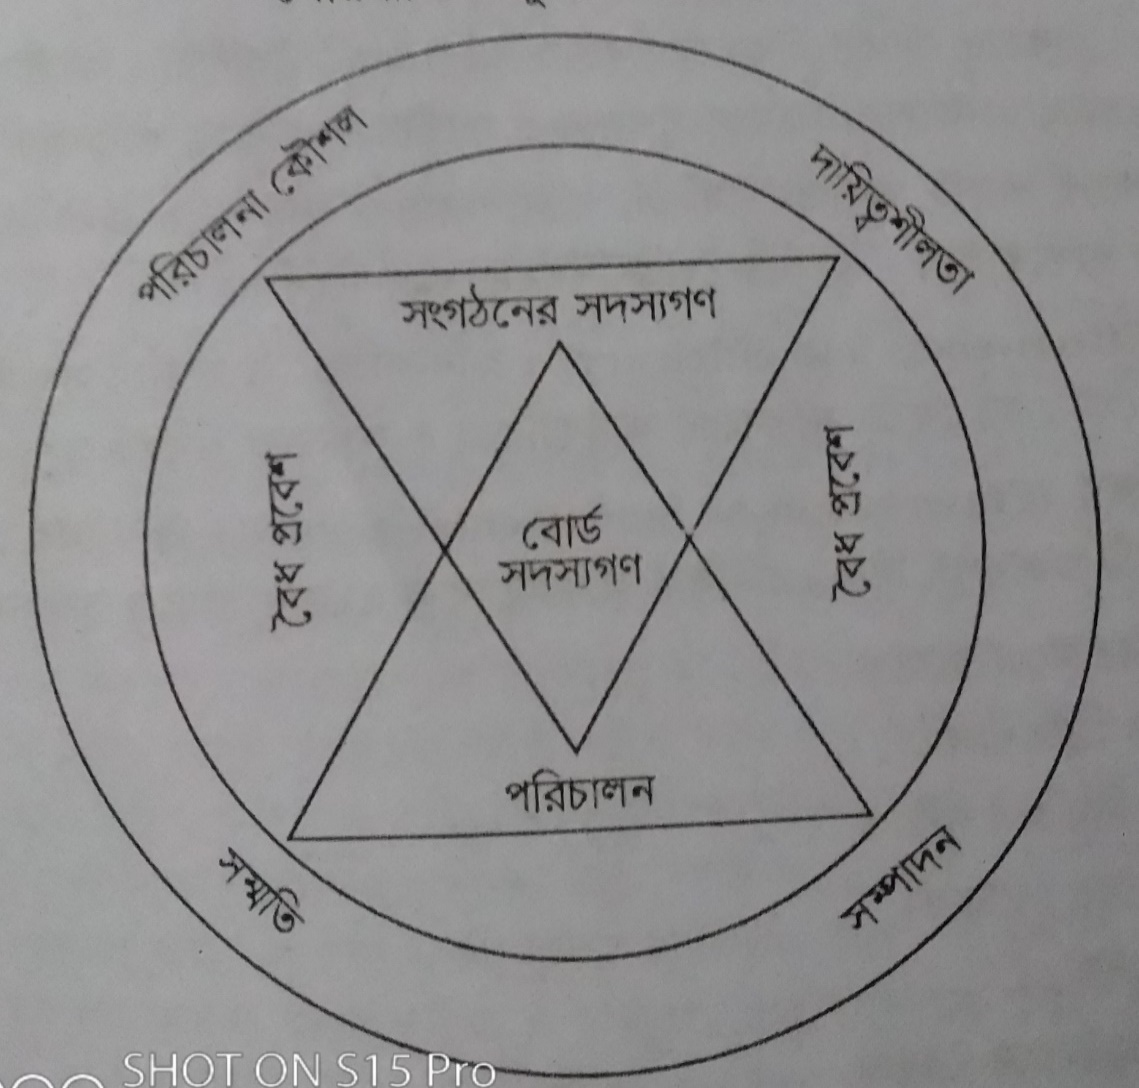 পরিচালনা কৌশল
দায়িত্বশীলতা
সংগঠনের সদস্যগণ
বৈধ প্রবেশ
বোর্ড
সদস্যগণ
বৈধ প্রবেশ
পরিচালন
সম্মতি
সম্পাদন
SHOT ON S15 Pro